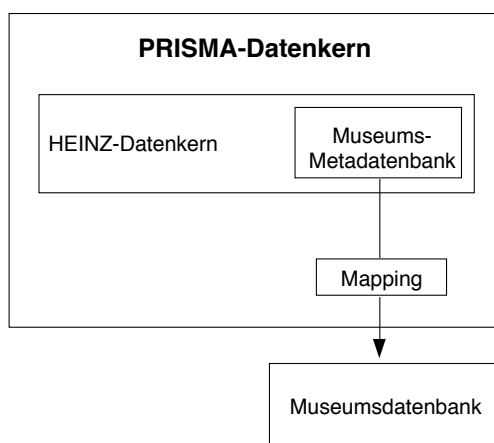 PRISMA-Datenkern
HEINZ-Datenkern
Museums-
Metadatenbank
Mapping
Museumsdatenbank